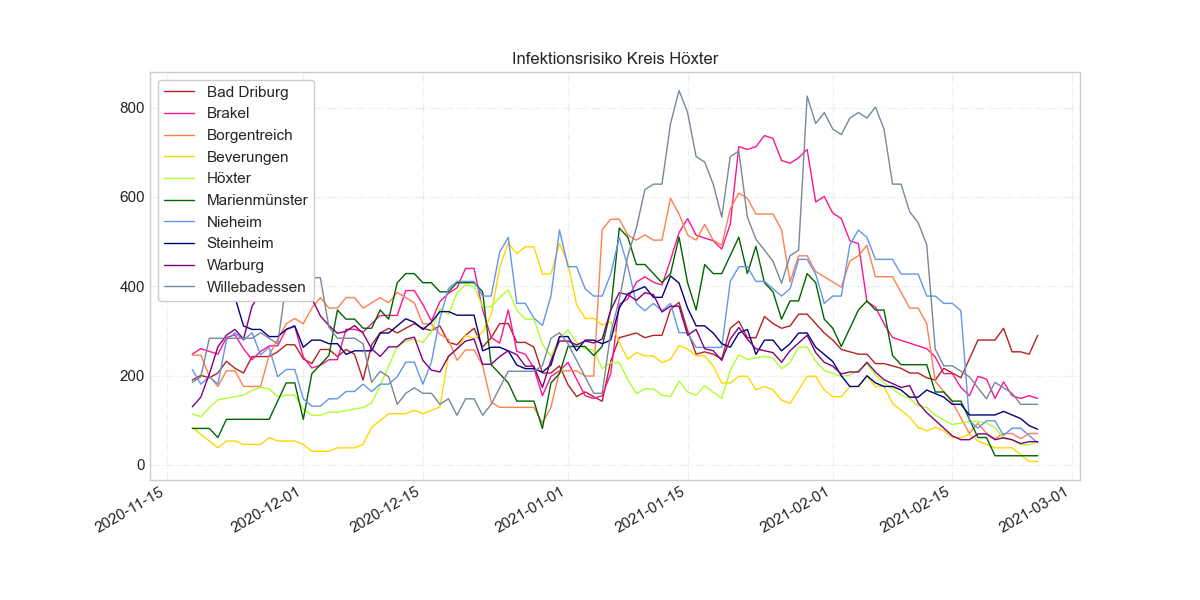 Infektionsrisiko Kreis Höxter
Bad Driburg
Brakel
Borgentreich
Beverungen
Höxter
Marienmünster
Nieheim
Steinheim
Warburg
Willebadessen
800
600
400
200
0
2020-11-15
2020-12-01
2020-12-15
2021-01-01
2021-01-15
2021-02-01
2021-02-15
2021-03-01